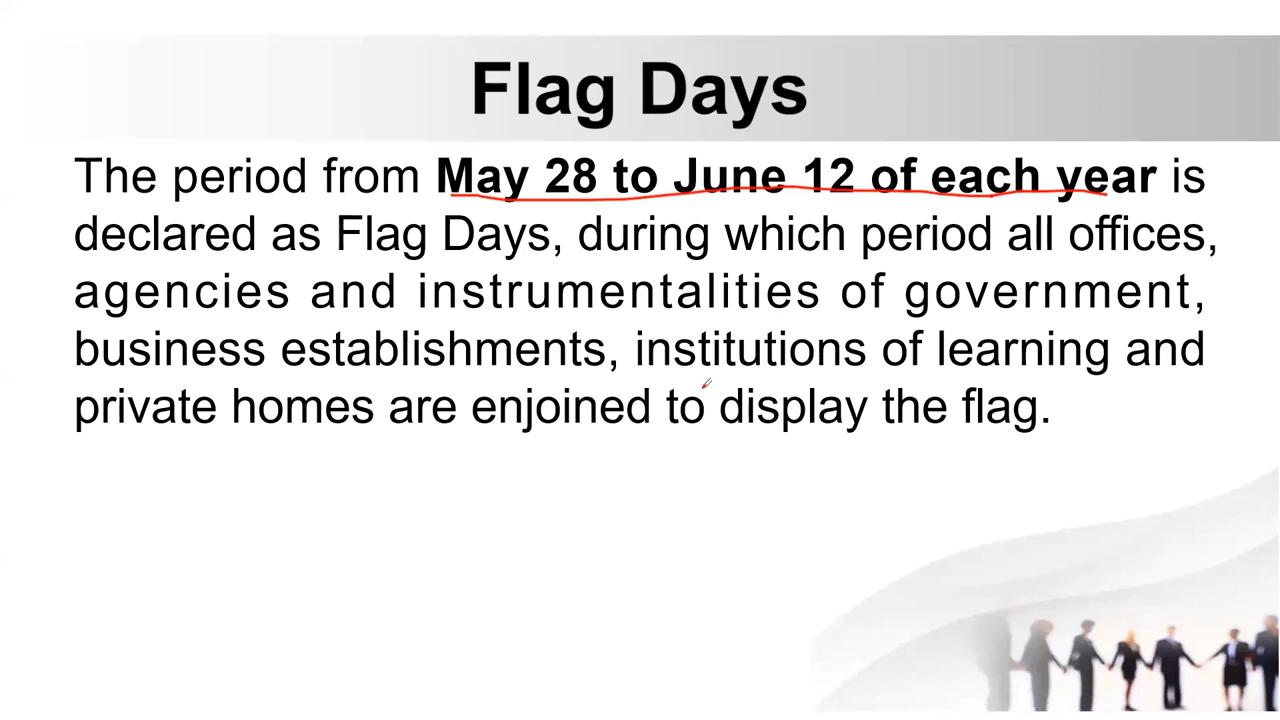 Flag Days
The period from May 28 to June 12 of each year is
declared as Flag Days, during which period all offices,
agencies and instrumentalities of government,
business establishments, institutions of learning and
private homes are enjoined to display the flag.